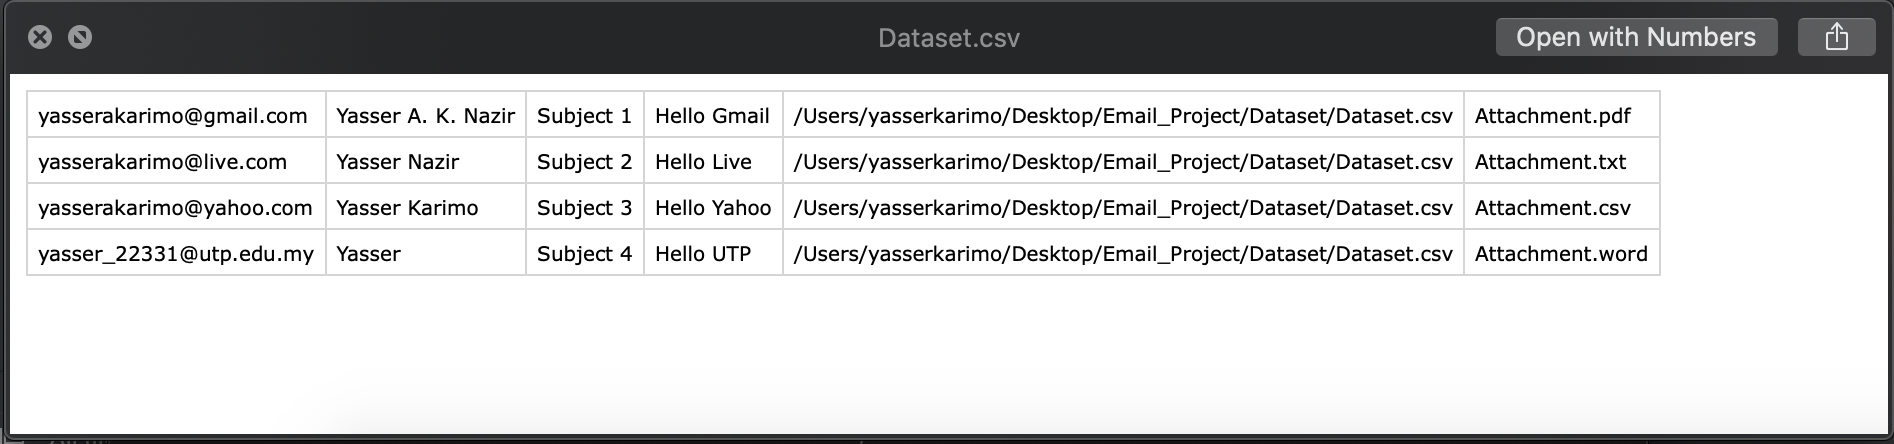 Dataset.csv
Open with Numbers
yasserakarimo@gmail.com Yasser A. K. Nazir Subject 1 Hello Gmail /Users/yasserkarimo/Desktop/Email_Project/Dataset/Dataset.csv Attachment.pdf
yasserakarimo@live.com Yasser Nazir Subject 2 Hello Live /Users/yasserkarimo/Desktop/Email_Project/Dataset/Dataset.csv Attachment.txt
yasserakarimo@yahoo.com Yasser Karimo Subject 3 Hello Yahoo /Users/yasserkarimo/Desktop/Email_Project/Dataset/Dataset.csv Attachment.csv
yasser_22331@utp.edu.my Yasser Subject 4 Hello UTP /Users/yasserkarimo/Desktop/Email_Project/Dataset/Dataset.csv Attachment.word